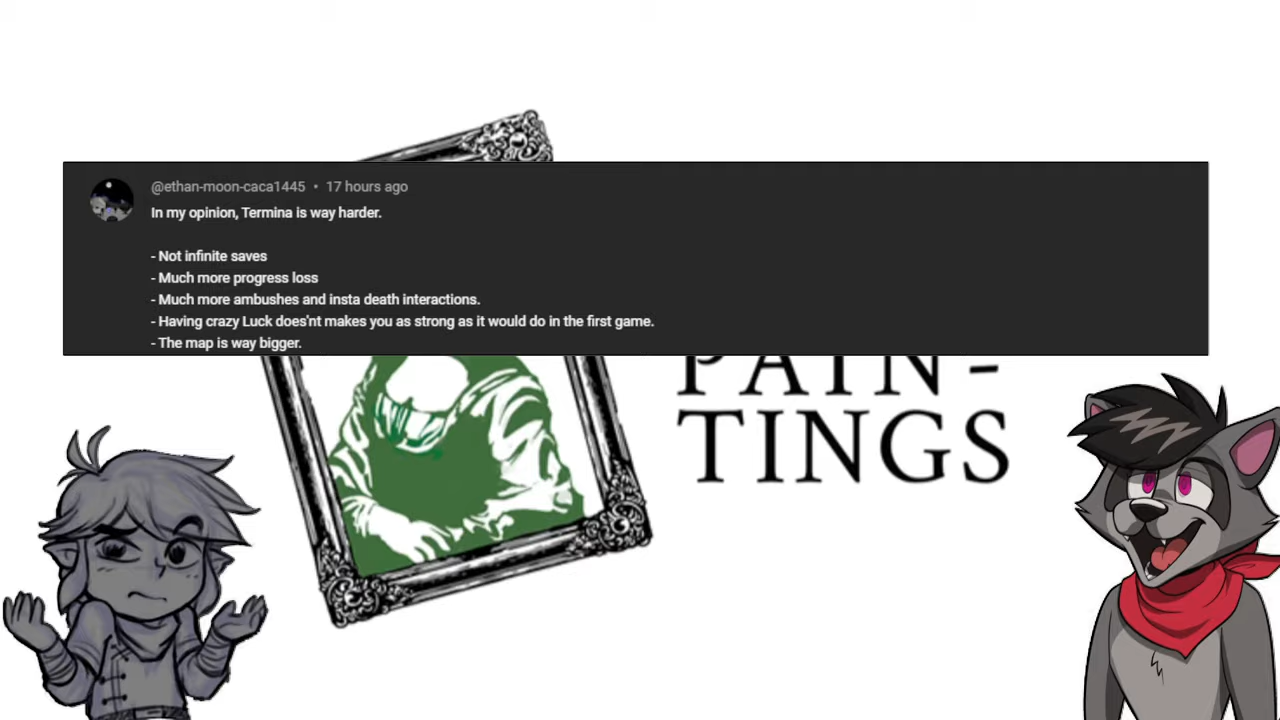 @ethan-moon-caca1445 • 17 hours ago
In my opinion, Termina is way harder.
- Not infinite saves
- Much more progress loss
- Much more ambushes and insta death interactions.
- Having crazy Luck does'nt makes you as strong as it would do in the first game.
- The map is way bigger.
PAIN-
TINGS